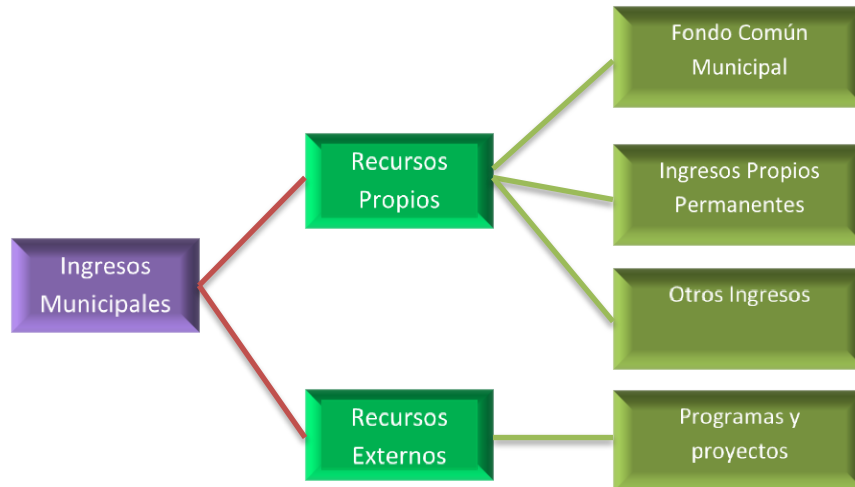 Ingresos
Municipales
Recursos
Propios
Recursos
Externos
Fondo Común
Municipal
Ingresos Propios
Permanentes
Otros Ingresos
Programas y
proyectos